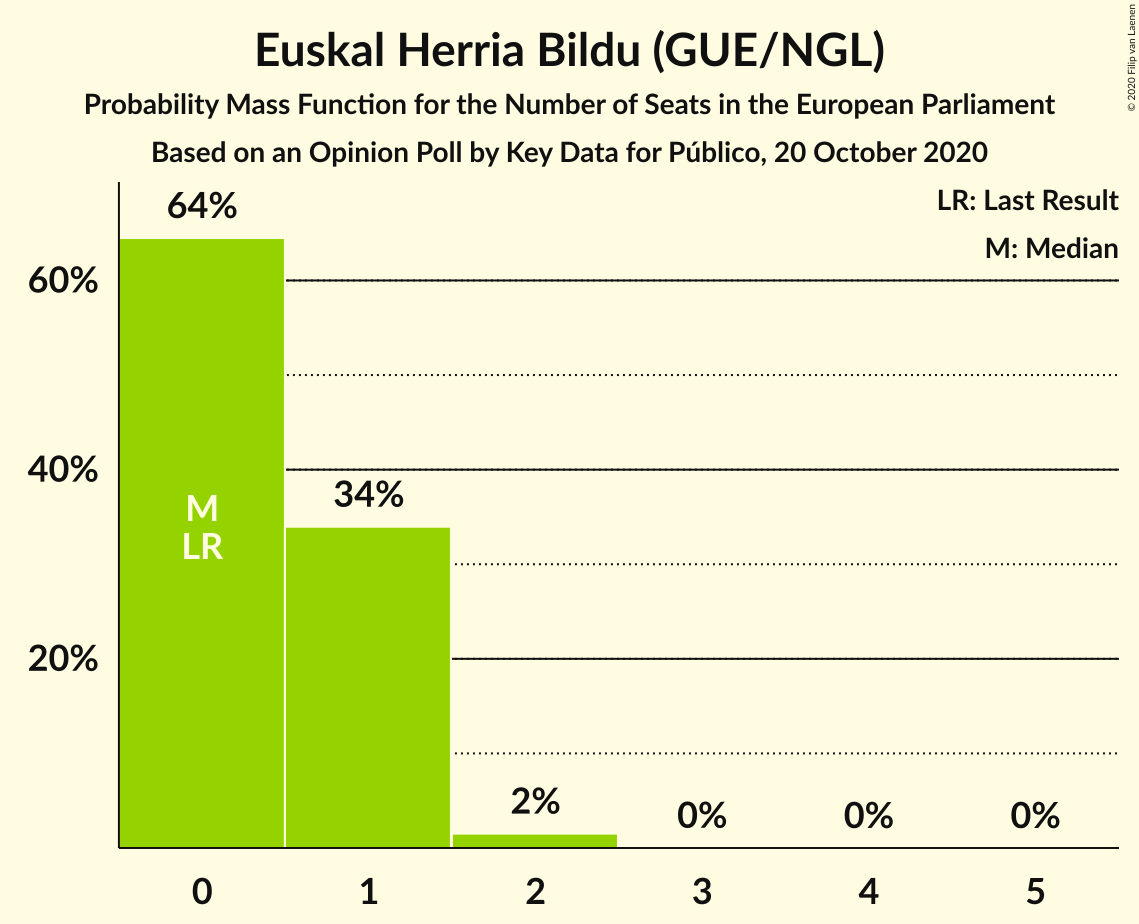 Euskal Herria Bildu (GUE/NGL)
Probability Mass Function for the Number of Seats in the European Parliament
Based on an Opinion Poll by Key Data for Público, 20 October 2020
© 2020 Filip van Laenen
LR: Last Result
M: Median
64%
60%
40%
34%
M
LR
20%
2%
0%
0%
0%
0
1
2
3
4
5